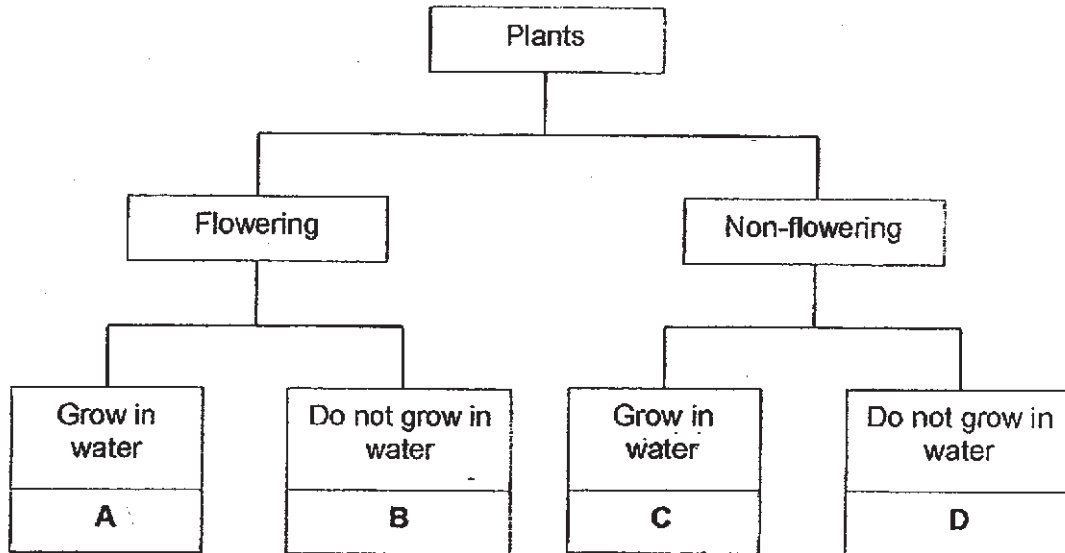 Plants
Flowering
Non-flowering
Grow in
water
A
Do not grow in
water
B
Grow in
water
C
Do not grow in
water
D